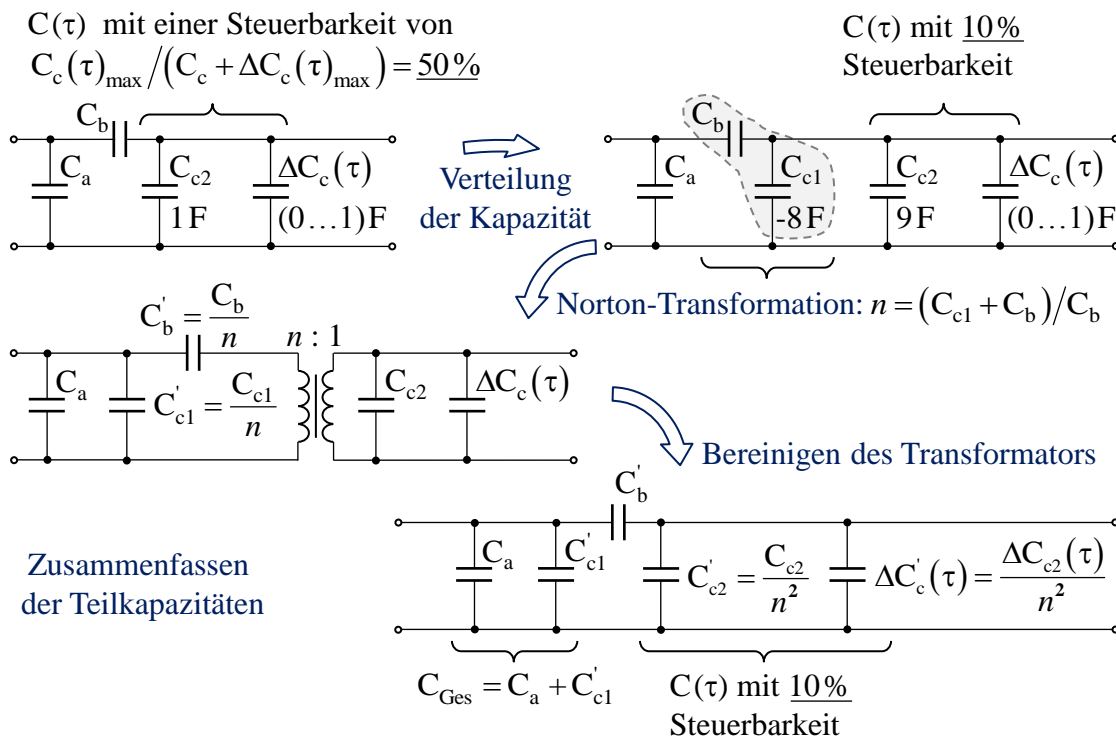 C(τ) mit einer Steuerbarkeit von
C_c(τ)_max/(C_c + ΔC_c(τ)_max) = 50%
C_b
C_a
C_c2
ΔC_c(τ)
1F
(0…1)F
Verteilung
der Kapazität
C(τ) mit 10%
Steuerbarkeit
C_b
C_a
C_c1
C_c2
ΔC_c(τ)
-8F
9F
(0…1)F
Norton-Transformation: n = (C_c1 + C_b)/C_b
C'_b = C_b/n
n : 1
C_a
C'_c1 = C_c1/n
C_c2
ΔC_c(τ)
Bereinigen des Transformators
C'_b
C_a
C'_c1
C'_c2 = C_c2/n²
ΔC'_c(τ) = ΔC_c2(τ)/n²
Zusammenfassen
der Teilkapazitäten
C_Ges = C_a + C'_c1
C(τ) mit 10%
Steuerbarkeit